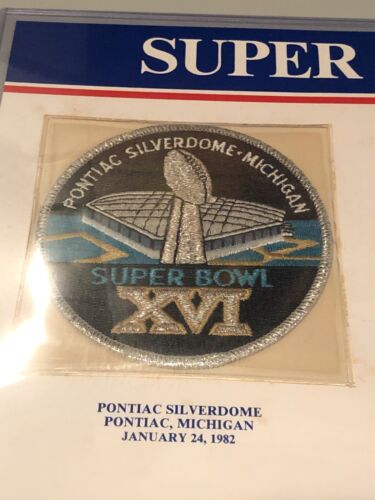 SUPER
PONTIAC SILVERDOME • MICHIGAN
SUPER BOWL
XVI
PONTIAC SILVERDOME
PONTIAC, MICHIGAN
JANUARY 24, 1982